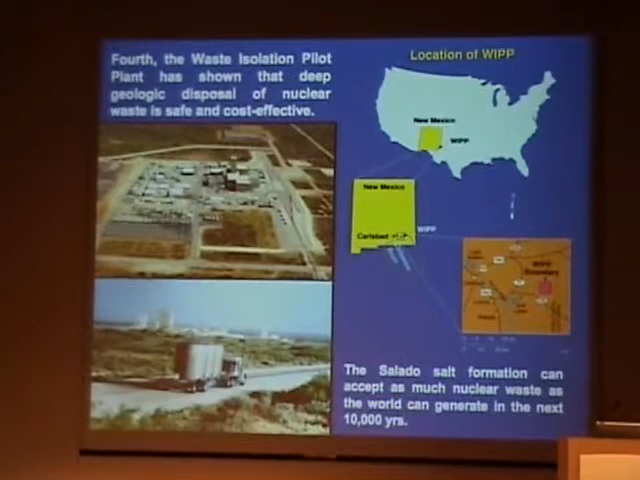 Fourth, the Waste Isolation Pilot
Plant has shown that deep
geologic disposal of nuclear
waste is safe and cost-effective.
Location of WIPP
New Mexico
WIPP
New Mexico
Carlsbad
WIPP
WIPP
Boundary
The Salado salt formation can
accept as much nuclear waste as
the world can generate in the next
10,000 yrs.